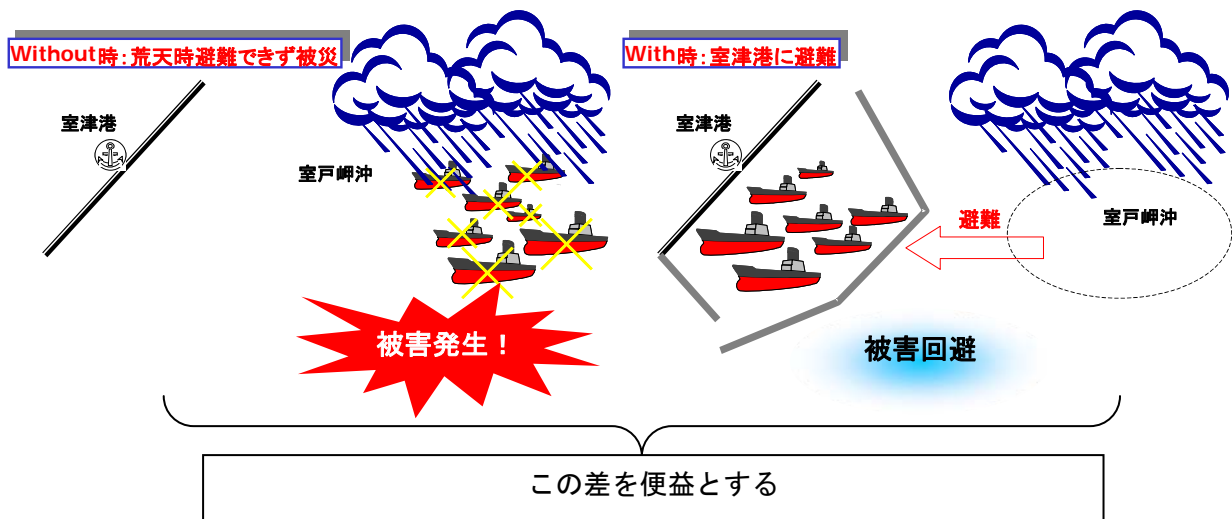 Without時：荒天時避難できず被災
室津港
室戸岬沖
被害発生！
With時：室津港に避難
室津港
避難
室戸岬沖
被害回避
この差を便益とする